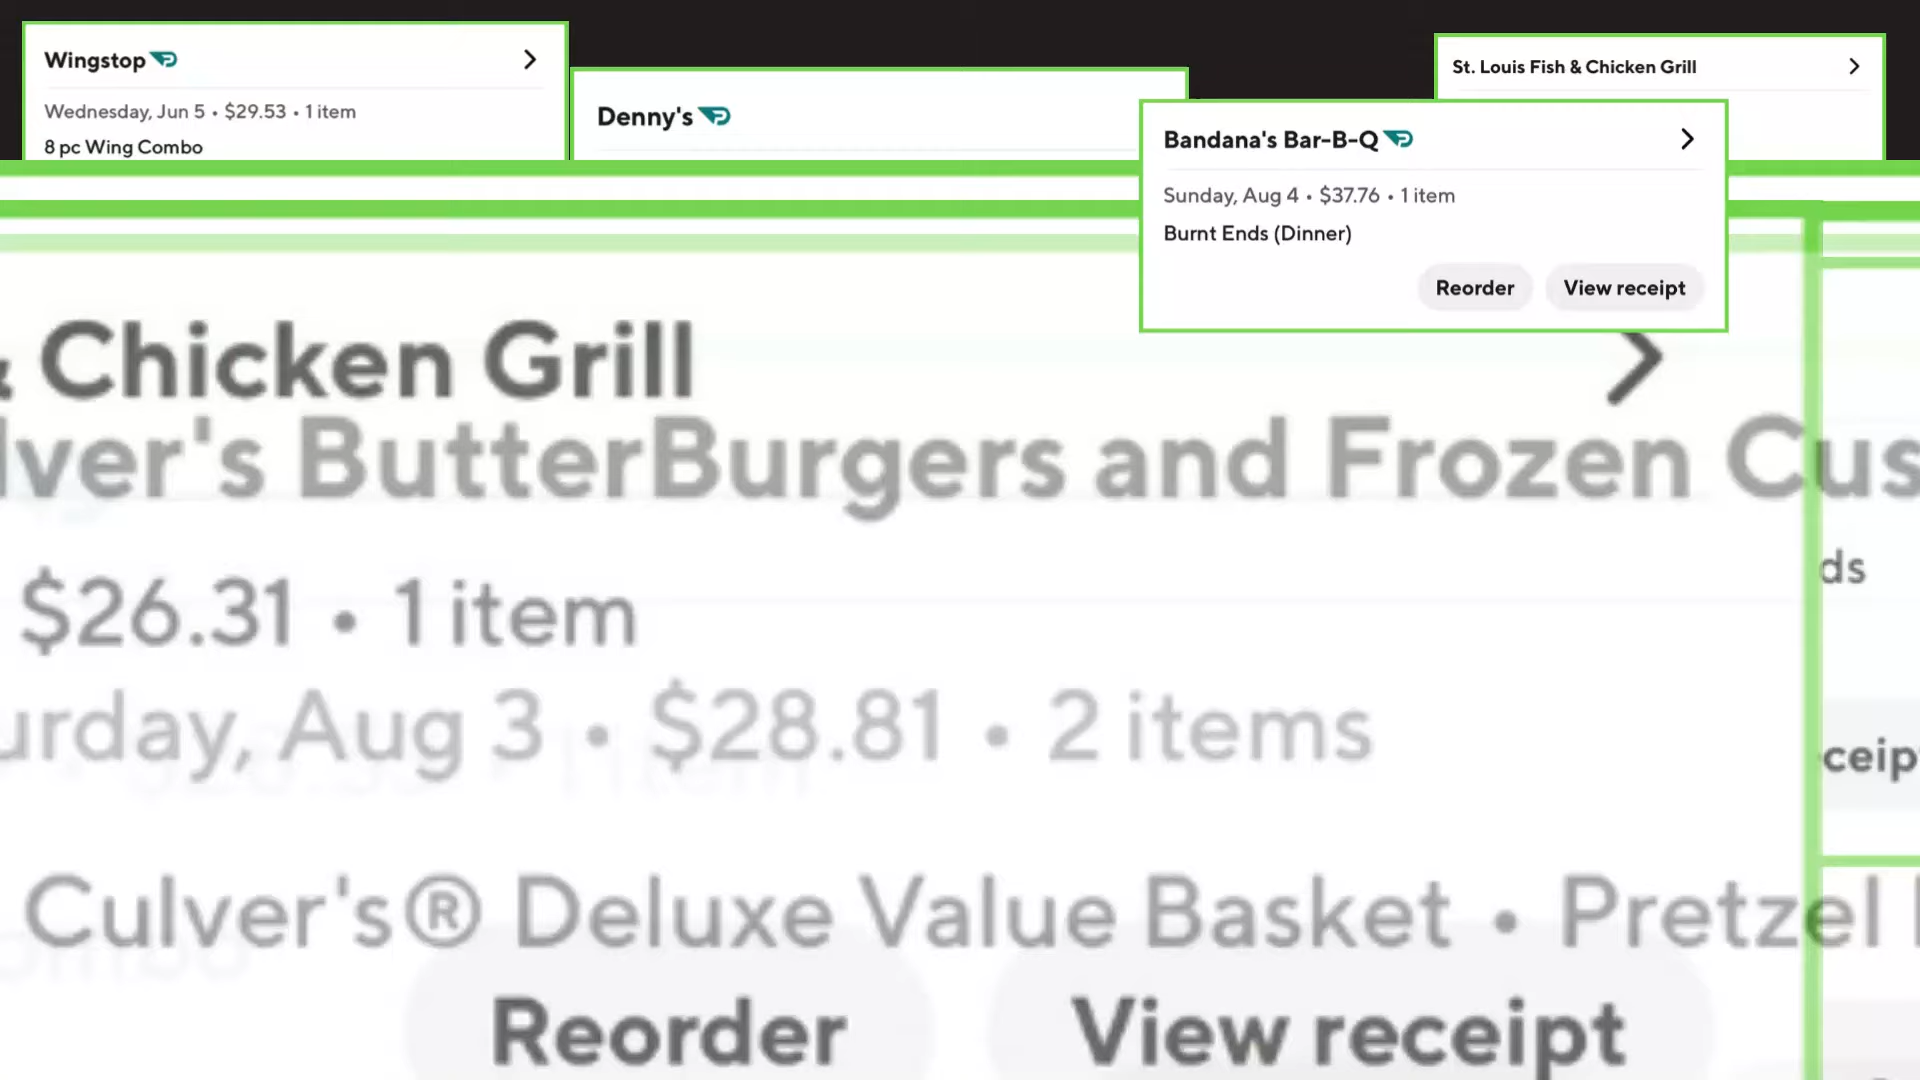 Wingstop
Wednesday, Jun 5 • $29.53 • 1 item
8 pc Wing Combo
Denny's
St. Louis Fish & Chicken Grill
Bandana's Bar-B-Q
Sunday, Aug 4 • $37.76 • 1 item
Burnt Ends (Dinner)
Reorder
View receipt
& Chicken Grill
lver's ButterBurgers and Frozen Cus
ds
$26.31 • 1 item
urday, Aug 3 • $28.81 • 2 items
ceip
Culver's® Deluxe Value Basket • Pretzel
Reorder
View receipt